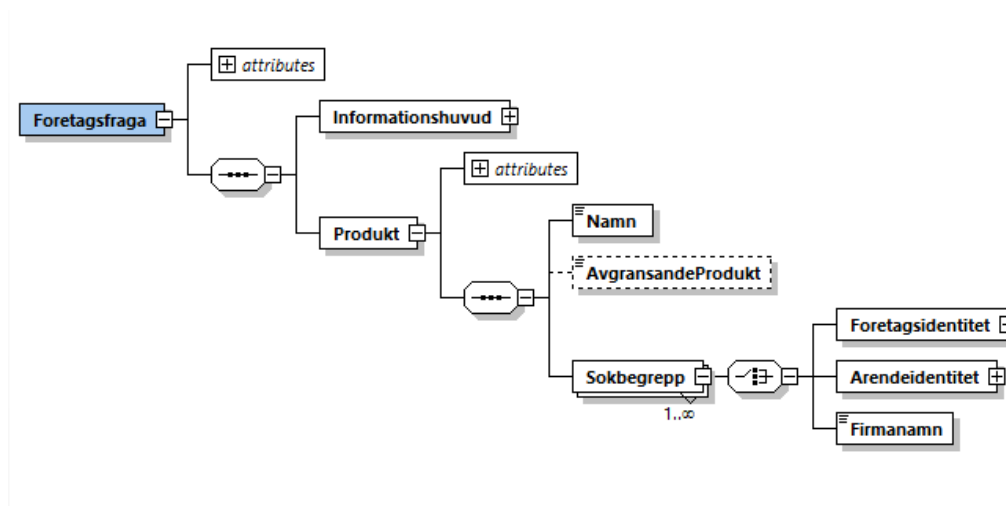 attributes
Foretagsfraga
Informationshuvud
attributes
Produkt
Namn
AvgransandeProdukt
Foretagsidentitet
Sokbegrepp
Arendeidentitet
1..∞
Firmanamn